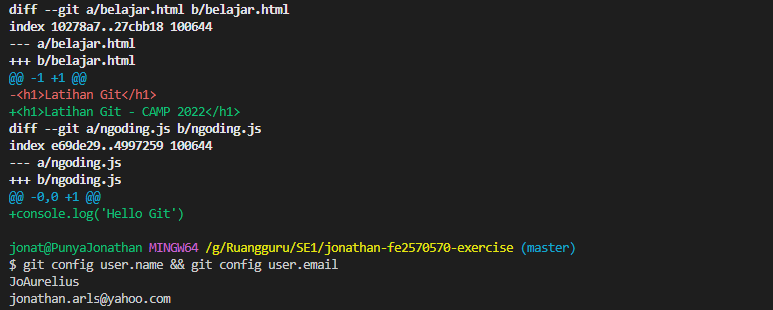 diff --git a/belajar.html b/belajar.html
index 10278a7..27cbb18 100644
--- a/belajar.html
+++ b/belajar.html
@@ -1 +1 @@
-<h1>Latihan Git</h1>
+<h1>Latihan Git - CAMP 2022</h1>
diff --git a/ngoding.js b/ngoding.js
index e69de29..4997259 100644
--- a/ngoding.js
+++ b/ngoding.js
@@ -0,0 +1 @@
+console.log('Hello Git')
jonat@PunyaJonathan MINGW64 /g/Ruangguru/SE1/jonathan-fe2570570-exercise (master)
$ git config user.name && git config user.email
JoAurelius
jonathan.arls@yahoo.com